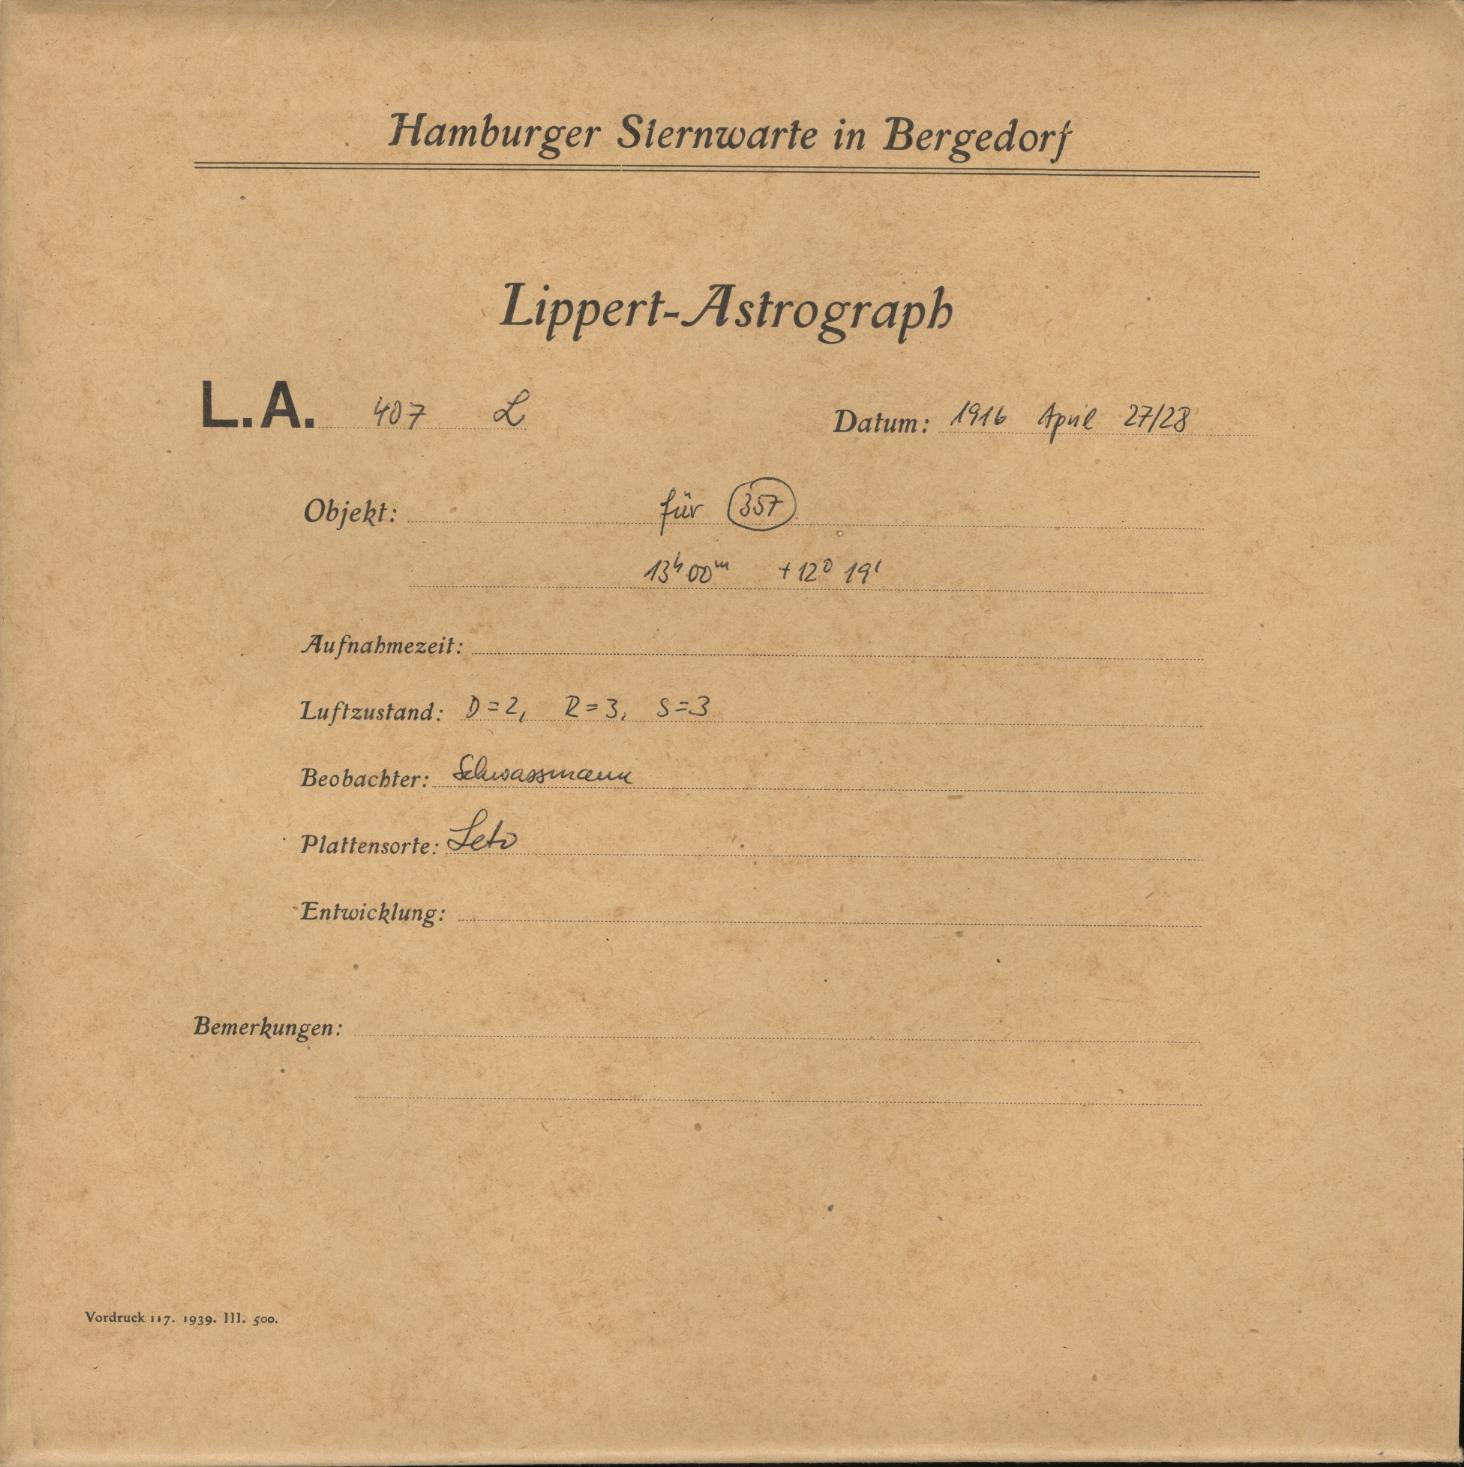 Hamburger Sternwarte in Bergedorf
Lippert-Astrograph
L.A. 407 L Datum: 1916 April 27/28
Objekt: für 357
13h 00m +12° 19'
Aufnahmezeit:
Luftzustand: D=2, R=3, S=3
Beobachter: Schwassmann
Plattensorte: Seto
Entwicklung:
Bemerkungen:
Vordruck 117. 1939. III. 500.